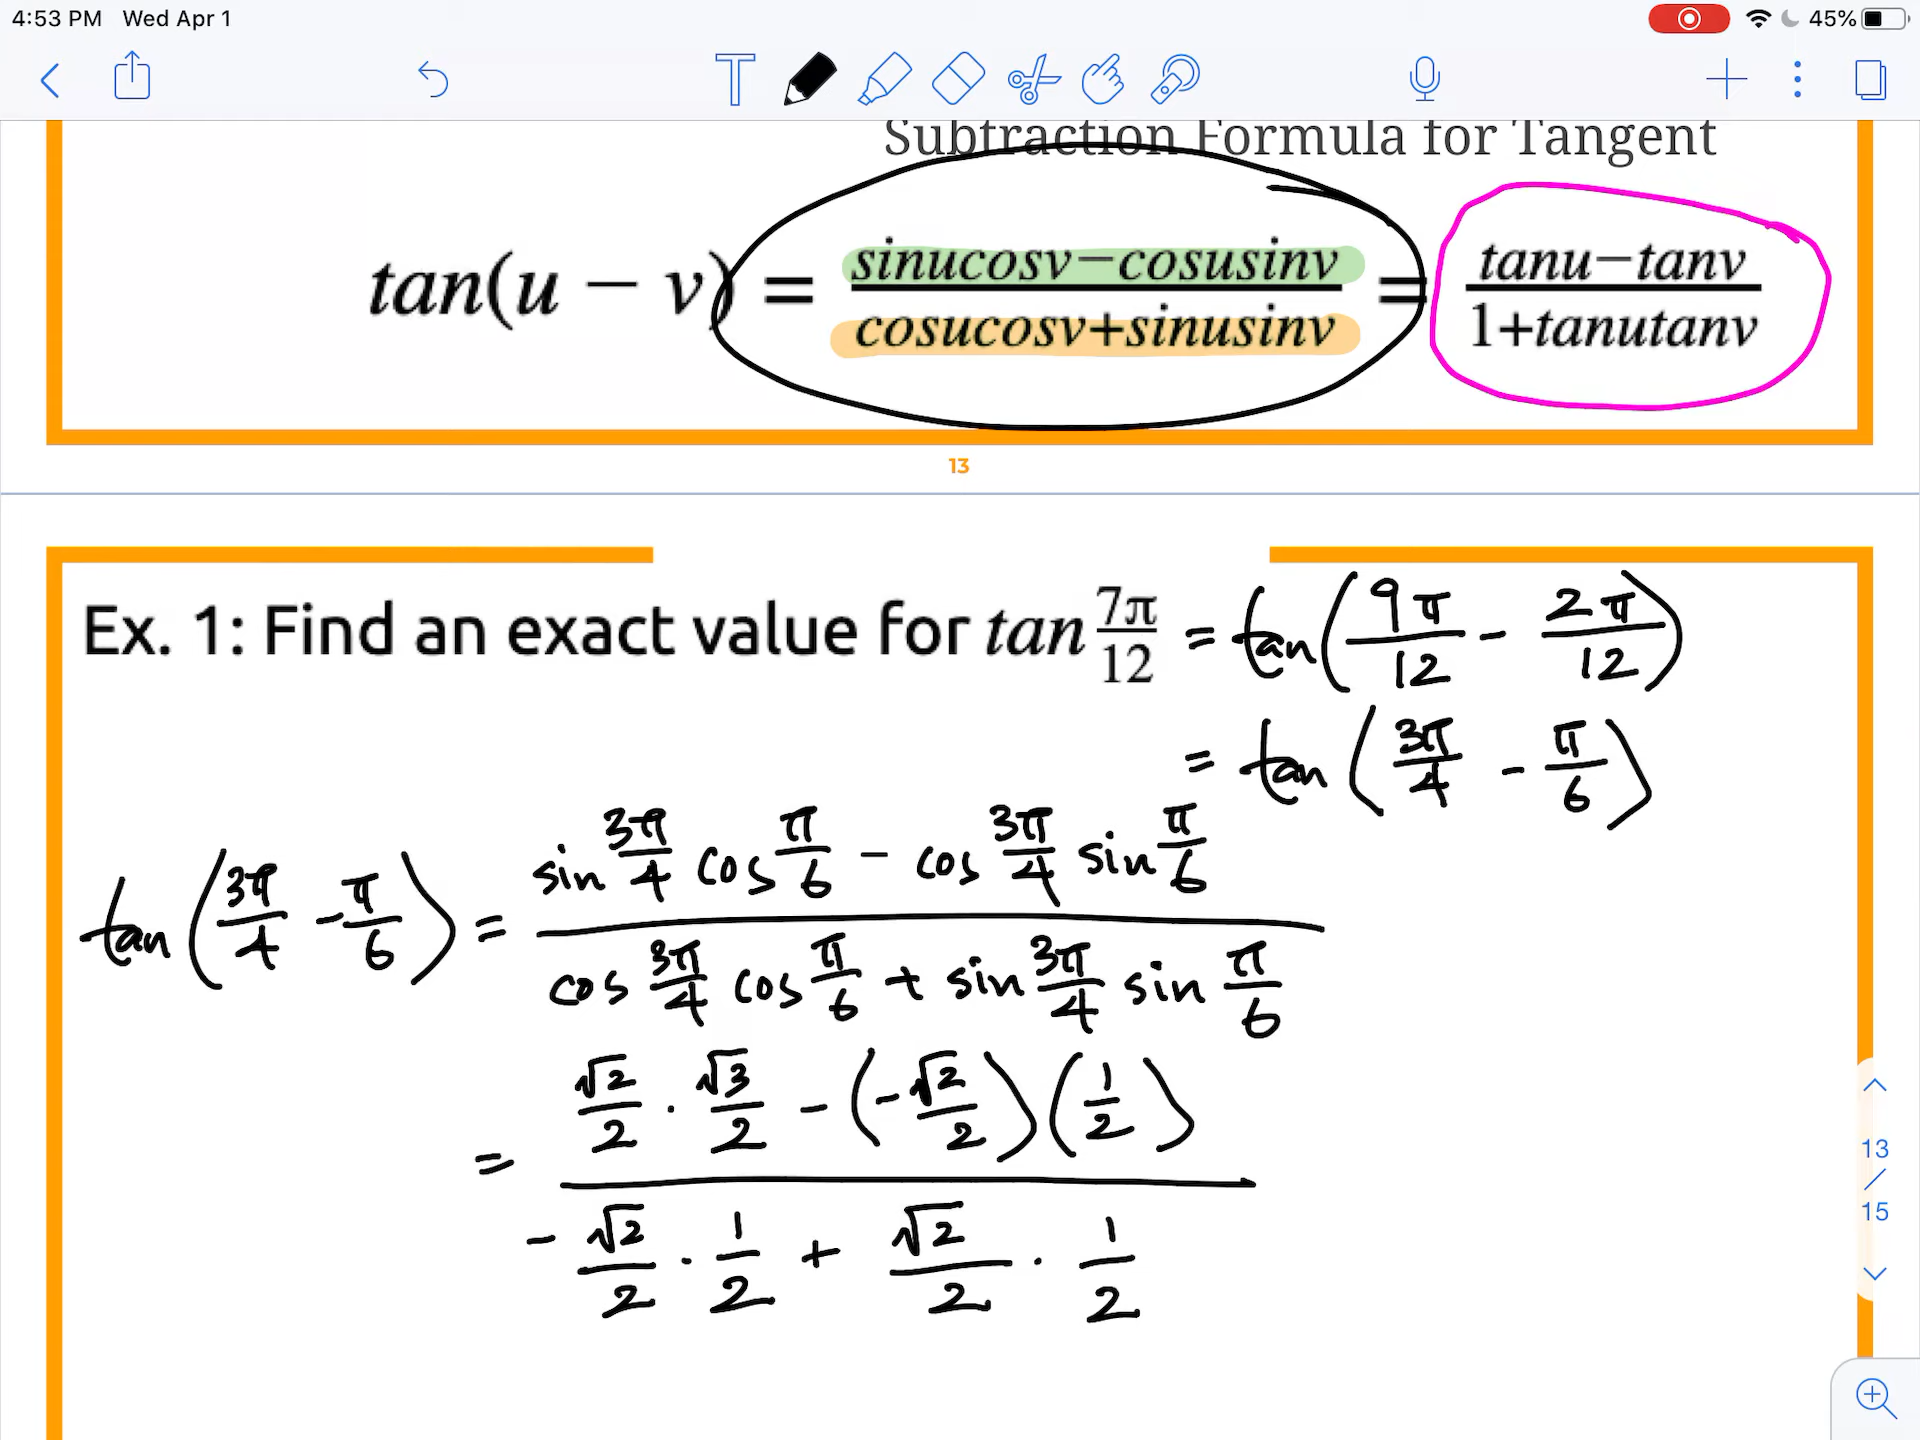 4:53 PM Wed Apr 1 45%
T
Subtraction Formula for Tangent
tan(u − v) = sinucosv−cosusinv / cosucosv+sinusinv = tanu−tanv / 1+tanutanv
13
Ex. 1: Find an exact value for tan 7π/12 = tan(9π/12 - 2π/12)
= tan(3π/4 - π/6)
tan(3π/4 - π/6) = sin 3π/4 cos π/6 - cos 3π/4 sin π/6 / cos 3π/4 cos π/6 + sin 3π/4 sin π/6
= √2/2 · √3/2 - (-√2/2)(1/2) / -√2/2 · 1/2 + √2/2 · 1/2
13 / 15